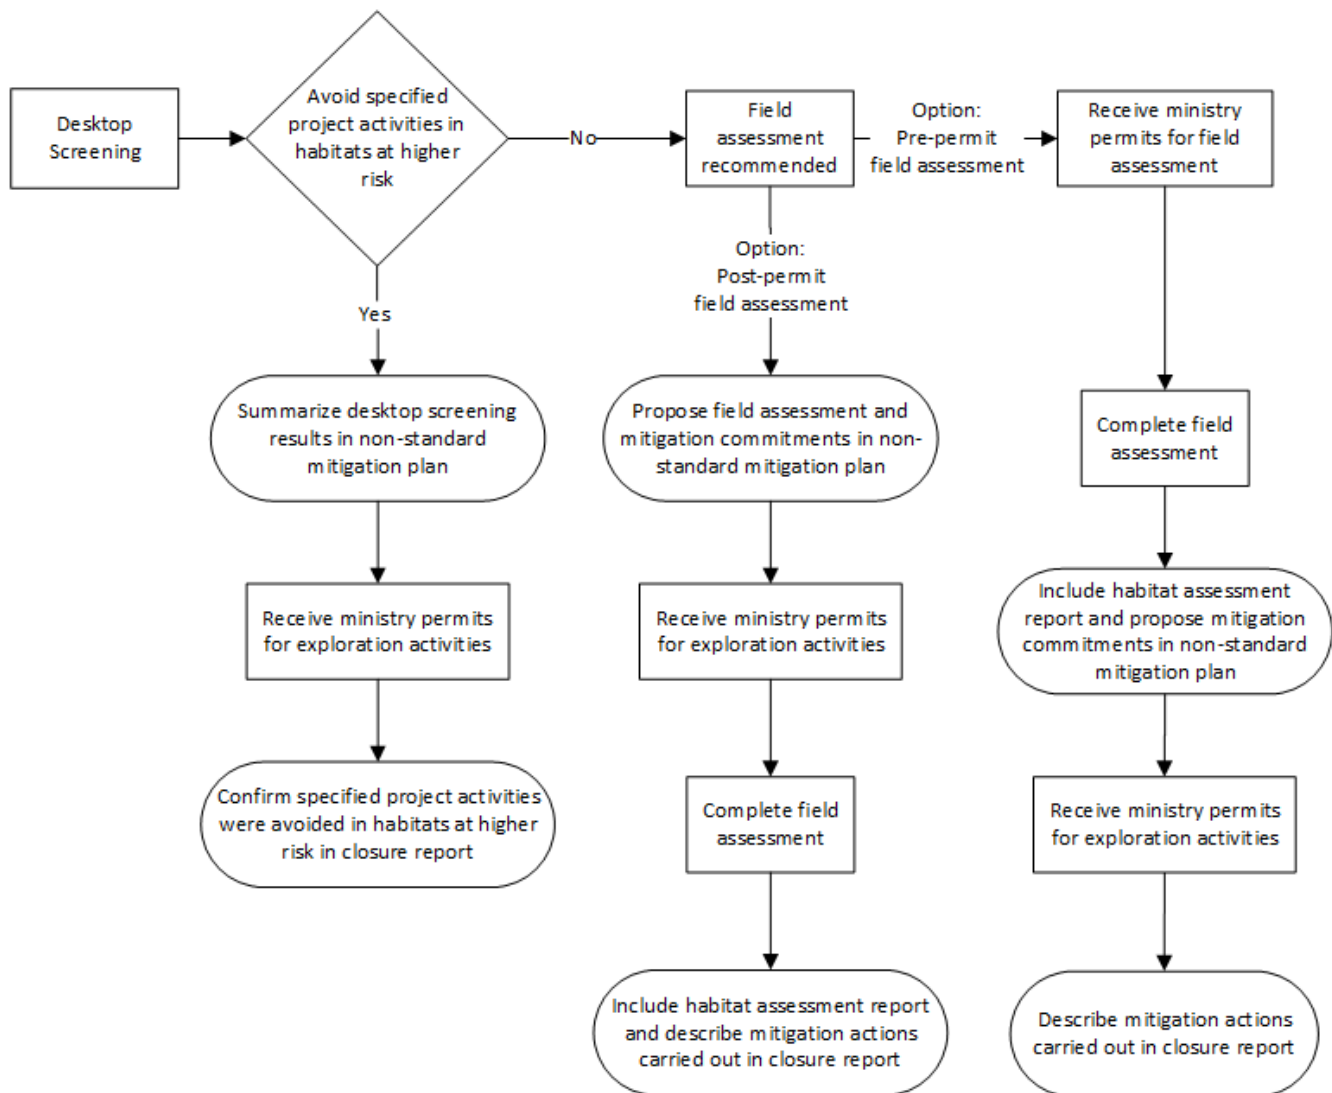 Desktop
Screening
Avoid specified
project activities in
habitats at higher
risk
No
Field
assessment
recommended
Option:
Pre-permit
field assessment
Receive ministry
permits for field
assessment
Yes
Option:
Post-permit
field assessment
Summarize desktop screening
results in non-standard
mitigation plan
Propose field assessment and
mitigation commitments in non-
standard mitigation plan
Complete field
assessment
Receive ministry permits
for exploration activities
Receive ministry permits
for exploration activities
Include habitat assessment
report and propose mitigation
commitments in non-standard
mitigation plan
Confirm specified project activities
were avoided in habitats at higher
risk in closure report
Complete field
assessment
Receive ministry permits
for exploration activities
Include habitat assessment report
and describe mitigation actions
carried out in closure report
Describe mitigation actions
carried out in closure report